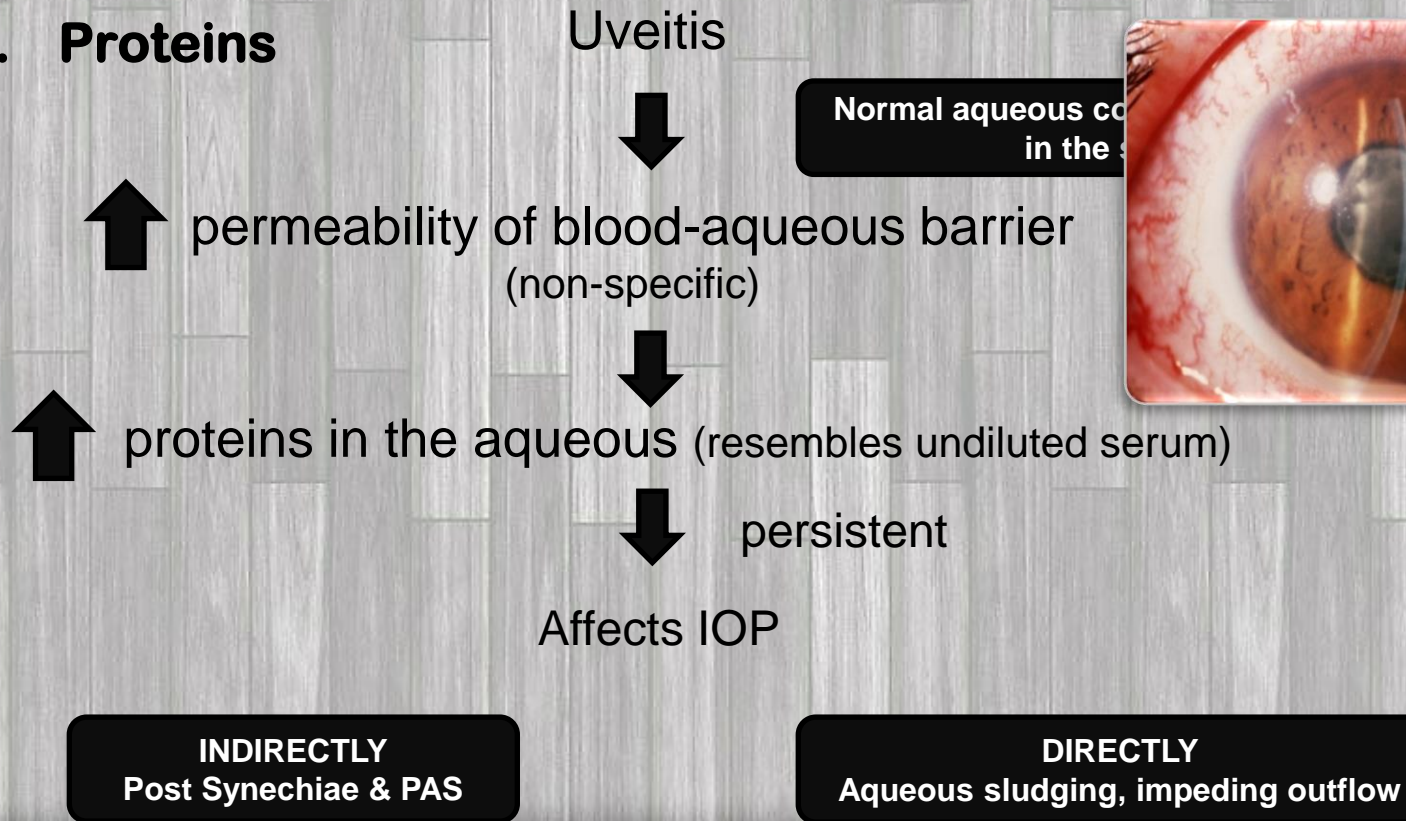 . Proteins
Uveitis
Normal aqueous
in the
permeability of blood-aqueous barrier
(non-specific)
proteins in the aqueous (resembles undiluted serum)
persistent
Affects IOP
INDIRECTLY
Post Synechiae & PAS
DIRECTLY
Aqueous sludging, impeding outflow